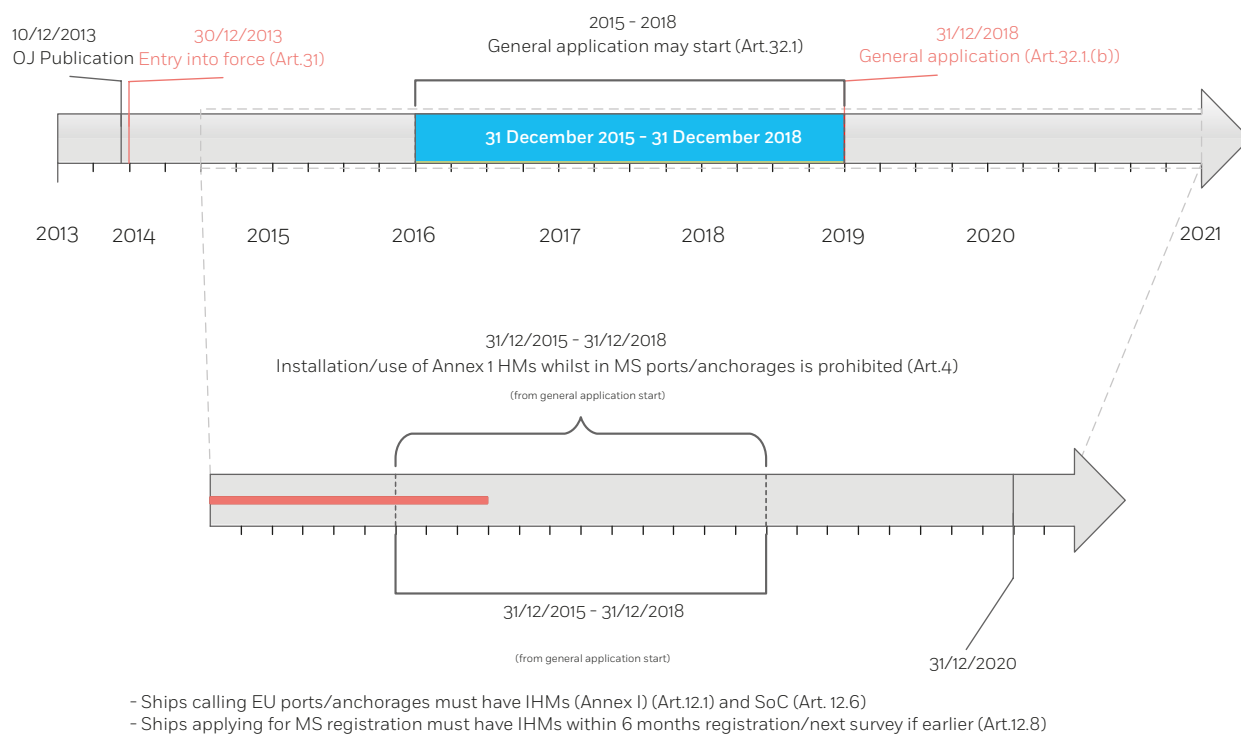 10/12/2013
OJ Publication
30/12/2013
Entry into force (Art.31)
2015 - 2018
General application may start (Art.32.1)
31/12/2018
General application (Art.32.1.(b))
31 December 2015 - 31 December 2018
2013 2014 2015 2016 2017 2018 2019 2020 2021
31/12/2015 - 31/12/2018
Installation/use of Annex 1 HMs whilst in MS ports/anchorages is prohibited (Art.4)
(from general application start)
31/12/2015 - 31/12/2018
(from general application start)
31/12/2020
- Ships calling EU ports/anchorages must have IHMs (Annex I) (Art.12.1) and SoC (Art. 12.6)
- Ships applying for MS registration must have IHMs within 6 months registration/next survey if earlier (Art.12.8)